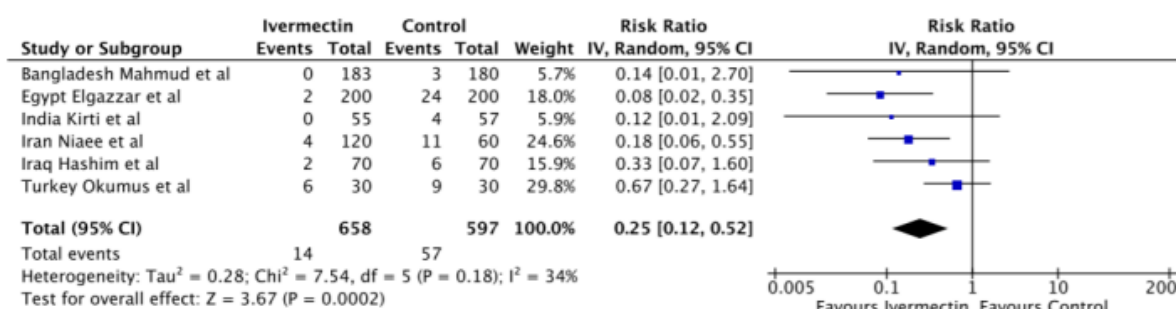 Ivermectin Control Risk Ratio Risk Ratio
Study or Subgroup Events Total Events Total Weight IV, Random, 95% CI IV, Random, 95% CI
Bangladesh Mahmud et al 0 183 3 180 5.7% 0.14 [0.01, 2.70]
Egypt Elgazzar et al 2 200 24 200 18.0% 0.08 [0.02, 0.35]
India Kirti et al 0 55 4 57 5.9% 0.12 [0.01, 2.09]
Iran Niaee et al 4 120 11 60 24.6% 0.18 [0.06, 0.55]
Iraq Hashim et al 2 70 6 70 15.9% 0.33 [0.07, 1.60]
Turkey Okumus et al 6 30 9 30 29.8% 0.67 [0.27, 1.64]
Total (95% CI) 658 597 100.0% 0.25 [0.12, 0.52]
Total events 14 57
Heterogeneity: Tau² = 0.28; Chi² = 7.54, df = 5 (P = 0.18); I² = 34%
Test for overall effect: Z = 3.67 (P = 0.0002)
0.005 0.1 1 10 200
Favours Ivermectin Favours Control